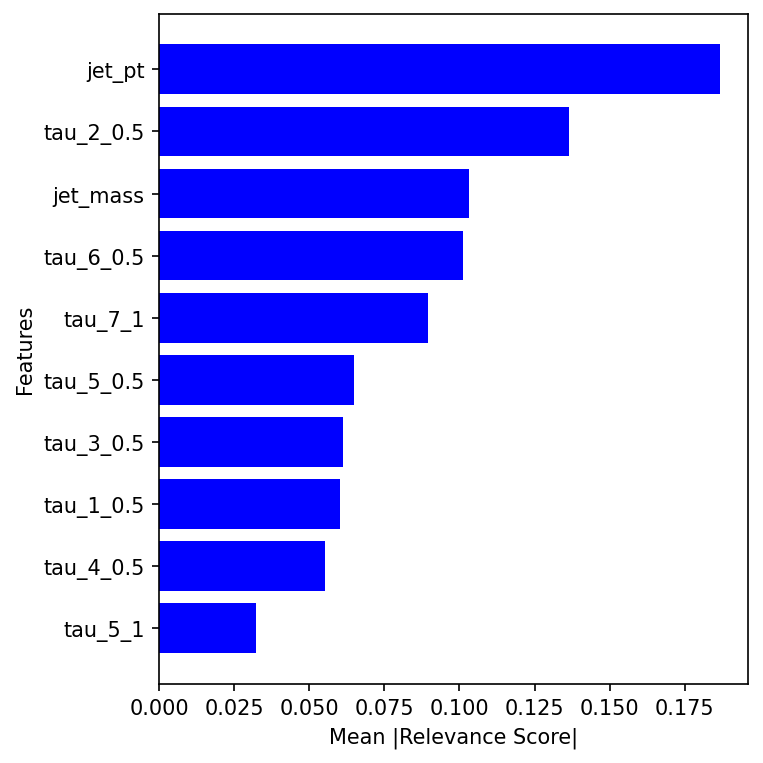 jet_pt
tau_2_0.5
jet_mass
tau_6_0.5
tau_7_1
tau_5_0.5
tau_3_0.5
tau_1_0.5
tau_4_0.5
tau_5_1
Features
0.000 0.025 0.050 0.075 0.100 0.125 0.150 0.175
Mean |Relevance Score|